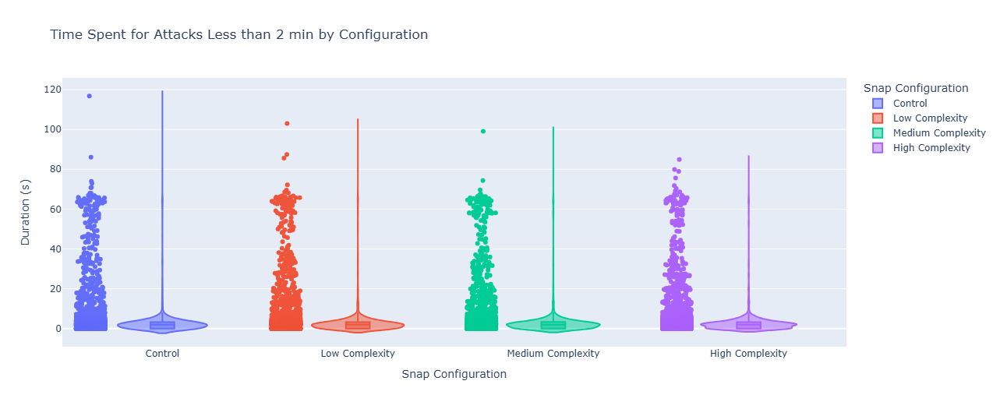 Time Spent for Attacks Less than 2 min by Configuration
Snap Configuration
Control
Low Complexity
Medium Complexity
High Complexity
Duration (s)
120
100
80
60
40
20
0
Control
Low Complexity
Medium Complexity
High Complexity
Snap Configuration